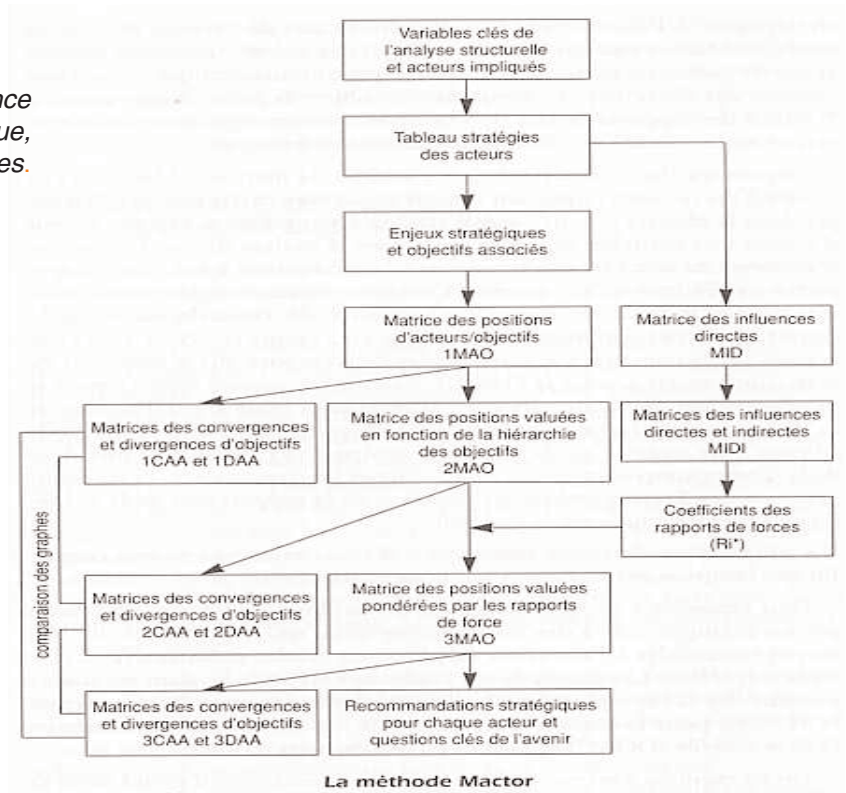 nce
ue,
es.
Variables clés de
l'analyse structurelle
et acteurs impliqués
Tableau stratégies
des acteurs
Enjeux stratégiques
et objectifs associés
Matrice des positions
d'acteurs/objectifs
1MAO
Matrice des influences
directes
MID
Matrices des convergences
et divergences d'objectifs
1CAA et 1DAA
Matrice des positions valuées
en fonction de la hiérarchie
des objectifs
2MAO
Matrices des influences
directes et indirectes
MIDI
Coefficients des
rapports de forces
(Ri*)
comparaison des graphes
Matrices des convergences
et divergences d'objectifs
2CAA et 2DAA
Matrice des positions valuées
pondérées par les rapports
de force
3MAO
Matrices des convergences
et divergences d'objectifs
3CAA et 3DAA
Recommandations stratégiques
pour chaque acteur et
questions clés de l'avenir
La méthode Mactor